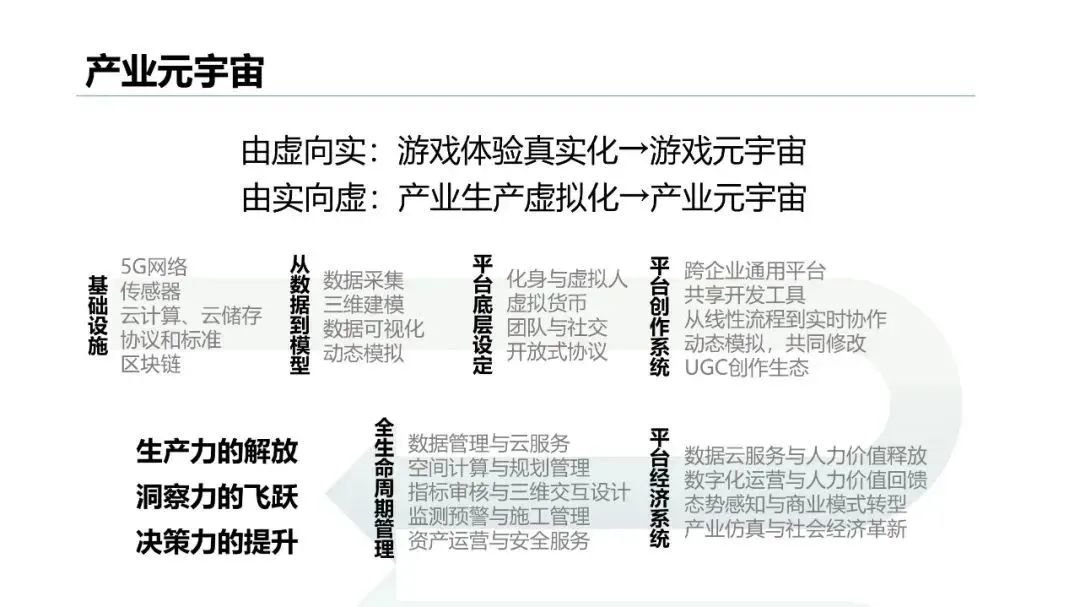 产业元宇宙
由虚向实：游戏体验真实化→游戏元宇宙
由实向虚：产业生产虚拟化→产业元宇宙
基础设施
5G网络
传感器
云计算、云储存
协议和标准
区块链
从数据到模型
数据采集
三维建模
数据可视化
动态模拟
平台底层设定
化身与虚拟人
虚拟货币
团队与社交
开放式协议
平台创作系统
跨企业通用平台
共享开发工具
从线性流程到实时协作
动态模拟，共同修改
UGC创作生态
平台经济系统
数据云服务与人力价值释放
数字化运营与人力价值回馈
态势感知与商业模式转型
产业仿真与社会经济革新
全生命周期管理
数据管理与云服务
空间计算与规划管理
指标审核与三维交互设计
监测预警与施工管理
资产运营与安全服务
生产力的解放
洞察力的飞跃
决策力的提升